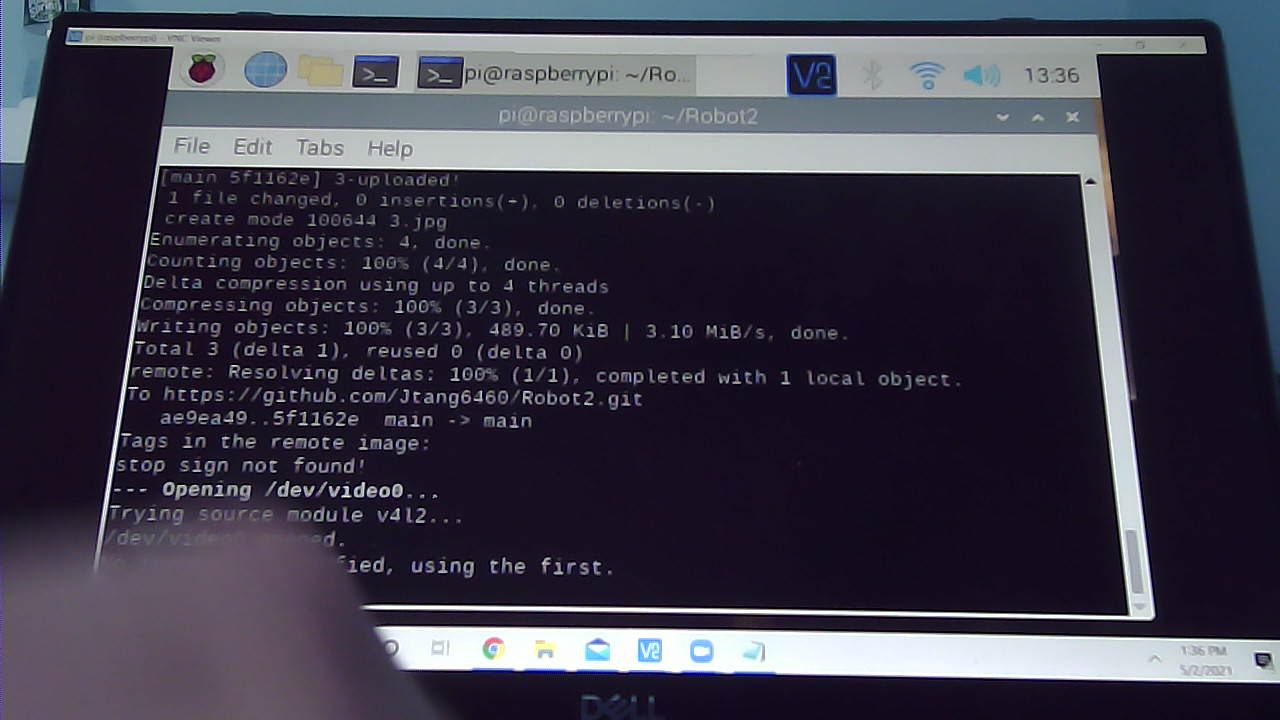 pi (raspberrypi) - VNC Viewer
pi@raspberrypi: ~/Ro...
13:36
pi@raspberrypi: ~/Robot2
File Edit Tabs Help
[main 5f1162e] 3-uploaded!
1 file changed, 0 insertions(+), 0 deletions(-)
create mode 100644 3.jpg
Enumerating objects: 4, done.
Counting objects: 100% (4/4), done.
Delta compression using up to 4 threads
Compressing objects: 100% (3/3), done.
Writing objects: 100% (3/3), 489.70 KiB | 3.10 MiB/s, done.
Total 3 (delta 1), reused 0 (delta 0)
remote: Resolving deltas: 100% (1/1), completed with 1 local object.
To https://github.com/Jtang6460/Robot2.git
ae9ea49..5f1162e main -> main
Tags in the remote image:
stop sign not found!
--- Opening /dev/video0...
Trying source module v4l2...
/dev/video
using the first.
1:36 PM
5/2/2021
DELL